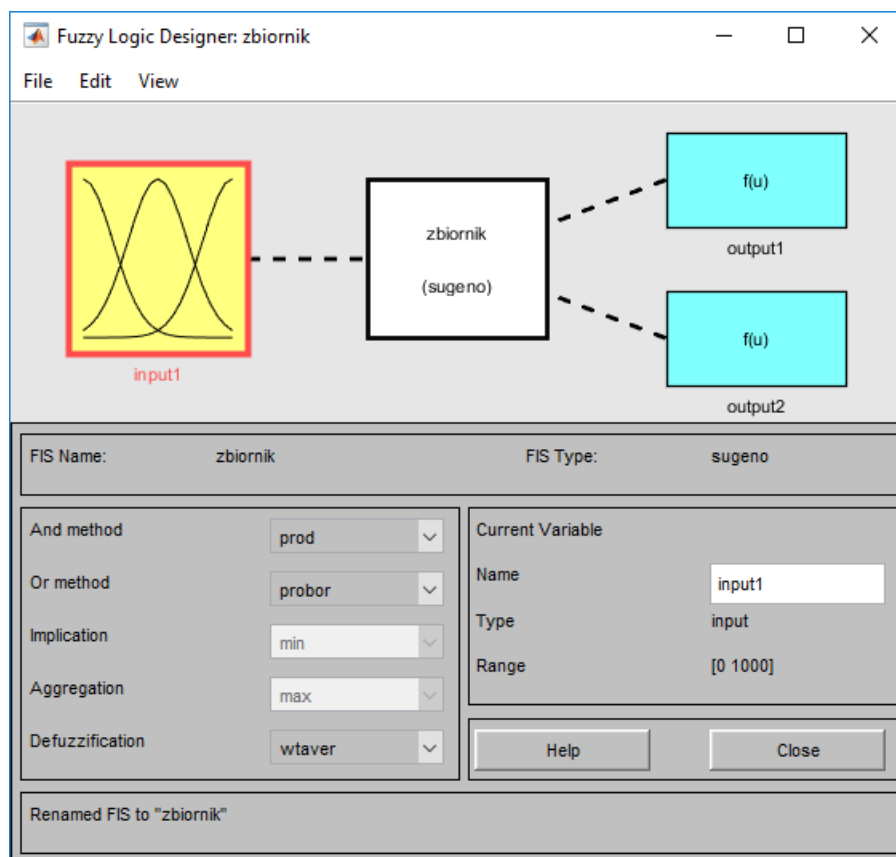 Fuzzy Logic Designer: zbiornik
File Edit View
f(u)
zbiornik
output1
(sugeno)
f(u)
input1
output2
FIS Name: zbiornik FIS Type: sugeno
And method prod
Or method probor
Implication min
Aggregation max
Defuzzification wtaver
Current Variable
Name input1
Type input
Range [0 1000]
Help Close
Renamed FIS to "zbiornik"